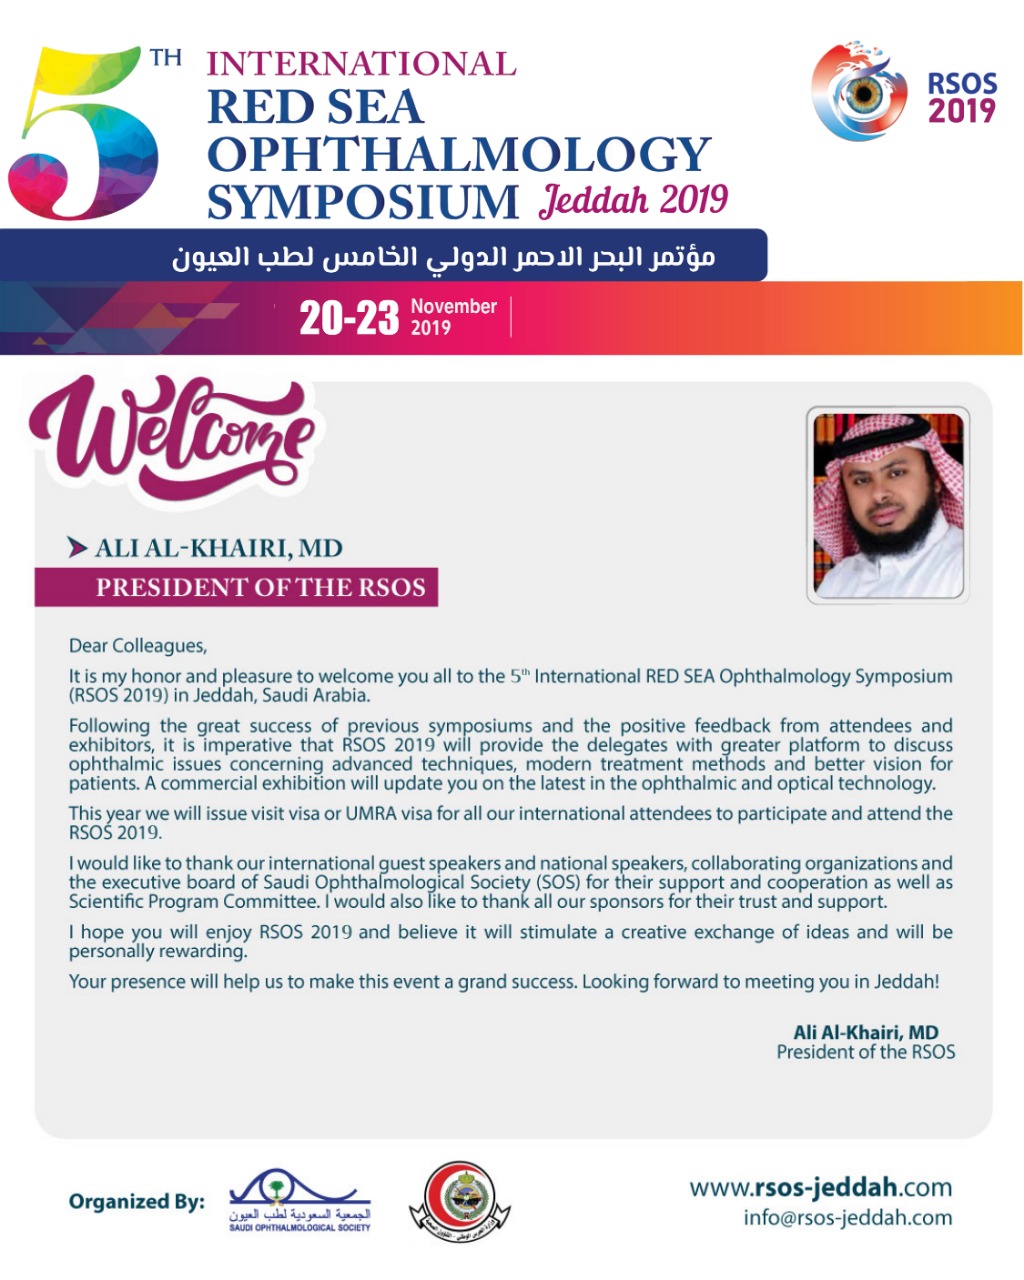 5TH INTERNATIONAL
RED SEA
OPHTHALMOLOGY
SYMPOSIUM Jeddah 2019
RSOS
2019
مؤتمر البحر الاحمر الدولي الخامس لطب العيون
20-23 November
2019
Welcome
ALI AL-KHAIRI, MD
PRESIDENT OF THE RSOS
Dear Colleagues,
It is my honor and pleasure to welcome you all to the 5th International RED SEA Ophthalmology Symposium
(RSOS 2019) in Jeddah, Saudi Arabia.
Following the great success of previous symposiums and the positive feedback from attendees and
exhibitors, it is imperative that RSOS 2019 will provide the delegates with greater platform to discuss
ophthalmic issues concerning advanced techniques, modern treatment methods and better vision for
patients. A commercial exhibition will update you on the latest in the ophthalmic and optical technology.
This year we will issue visit visa or UMRA visa for all our international attendees to participate and attend the
RSOS 2019.
I would like to thank our international guest speakers and national speakers, collaborating organizations and
the executive board of Saudi Ophthalmological Society (SOS) for their support and cooperation as well as
Scientific Program Committee. I would also like to thank all our sponsors for their trust and support.
I hope you will enjoy RSOS 2019 and believe it will stimulate a creative exchange of ideas and will be
personally rewarding.
Your presence will help us to make this event a grand success. Looking forward to meeting you in Jeddah!
Ali Al-Khairi, MD
President of the RSOS
Organized By:
الجمعية السعودية لطب العيون
SAUDI OPHTHALMOLOGICAL SOCIETY
www.rsos-jeddah.com
info@rsos-jeddah.com